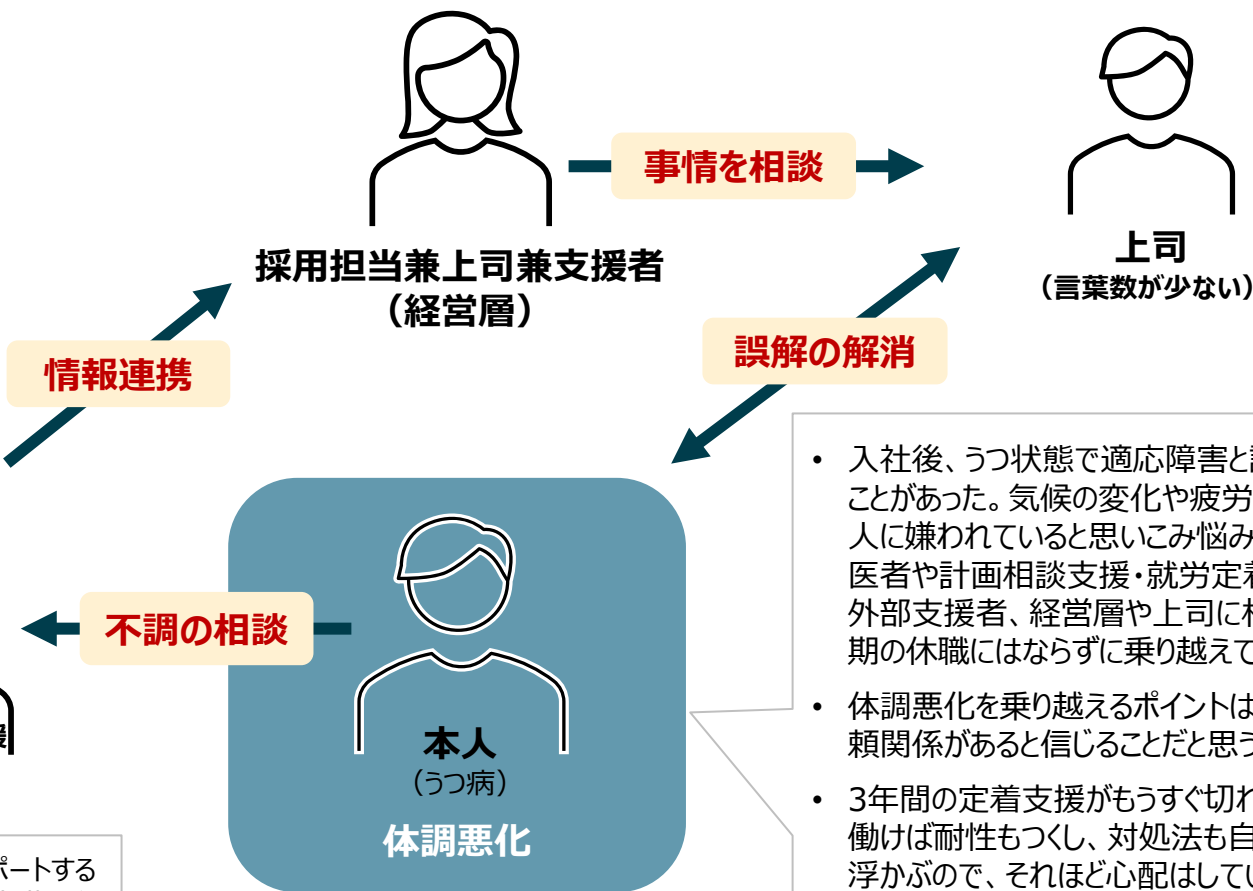 事情を相談
採用担当兼上司兼支援者
（経営層）
上司
（言葉数が少ない）
情報連携
誤解の解消
• 入社後、うつ状態で適応障害と
ことがあった。気候の変化や疲労
人に嫌われていると思いこみ悩み
医者や計画相談支援・就労定
外部支援者、経営層や上司に
期の休職にはならずに乗り越えて
不調の相談
• 体調悪化を乗り越えるポイントは
頼関係があると信じることだと思う
本人
（うつ病）
体調悪化
• 3年間の定着支援がもうすぐ切れ
働けば耐性もつくし、対処法も自
浮かぶので、それほど心配はしてい
ポートする